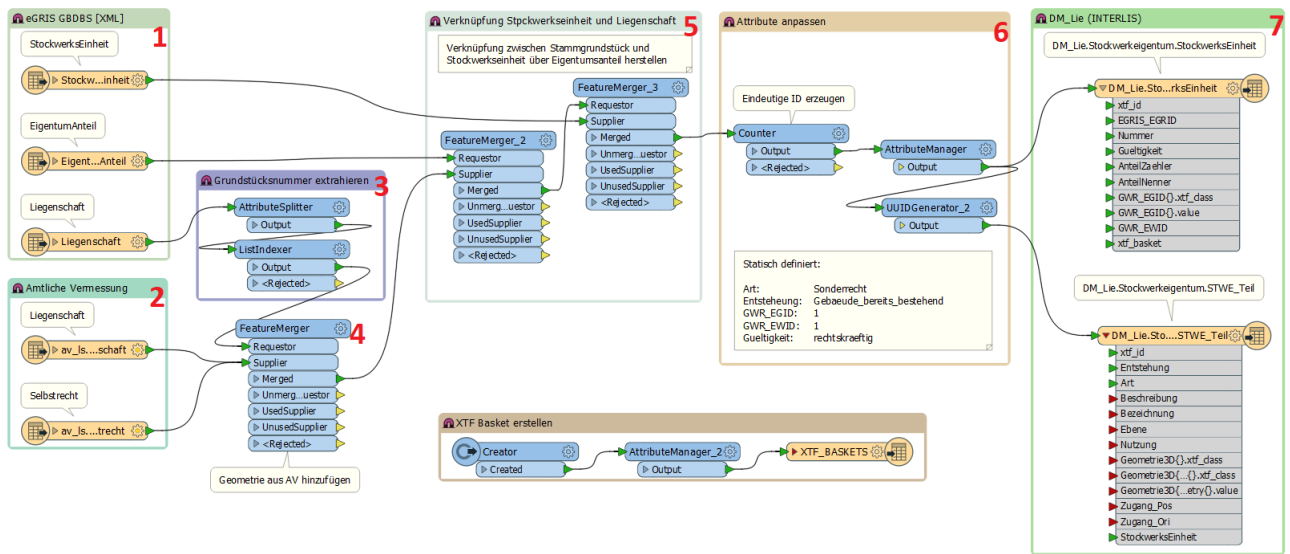 eGRIS GBDBS [XML]
1
StockwerksEinheit
Stockw...inheit
EigentumAnteil
Eigent...Anteil
Liegenschaft
Liegenschaft
Amtliche Vermessung
2
Liegenschaft
av_ls....schaft
Selbstrecht
av_ls....trecht
Grundstücksnummer extrahieren
3
AttributeSplitter
Output
ListIndexer
Output
<Rejected>
4
FeatureMerger
Requestor
Supplier
Merged
Unmerg...uestor
UsedSupplier
UnusedSupplier
<Rejected>
Geometrie aus AV hinzufügen
Verknüpfung Stpckwerkseinheit und Liegenschaft
5
Verknüpfung zwischen Stammgrundstück und
Stockwerkseinheit über Eigentumsanteil herstellen
FeatureMerger_2
Requestor
Supplier
Merged
Unmerg...uestor
UsedSupplier
UnusedSupplier
<Rejected>
FeatureMerger_3
Requestor
Supplier
Merged
Unmerg...uestor
UsedSupplier
UnusedSupplier
<Rejected>
Attribute anpassen
6
Eindeutige ID erzeugen
Counter
Output
<Rejected>
AttributeManager
Output
UUIDGenerator_2
Output
Statisch definiert:
Art: Sonderrecht
Entsteheung: Gebaeude_bereits_bestehend
GWR_EGID: 1
GWR_EWID: 1
Gueltigkeit: rechtskraeftig
XTF Basket erstellen
Creator
Created
AttributeManager_2
Output
XTF_BASKETS
DM_Lie (INTERLIS)
7
DM_Lie.Stockwerkeigentum.StockwerksEinheit
DM_Lie.Sto...rksEinheit
xtf_id
EGRIS_EGRID
Nummer
Gueltigkeit
AnteilZaehler
AnteilNenner
GWR_EGID{}.xtf_class
GWR_EGID{}.value
GWR_EWID
xtf_basket
DM_Lie.Stockwerkeigentum.STWE_Teil
DM_Lie.Sto....STWE_Teil
xtf_id
Entstehung
Art
Beschreibung
Bezeichnung
Ebene
Nutzung
Geometrie3D{}.xtf_class
Geometrie3D{...{}.xtf_class
Geometrie3D{...etry{}.value
Zugang_Pos
Zugang_Ori
StockwerksEinheit